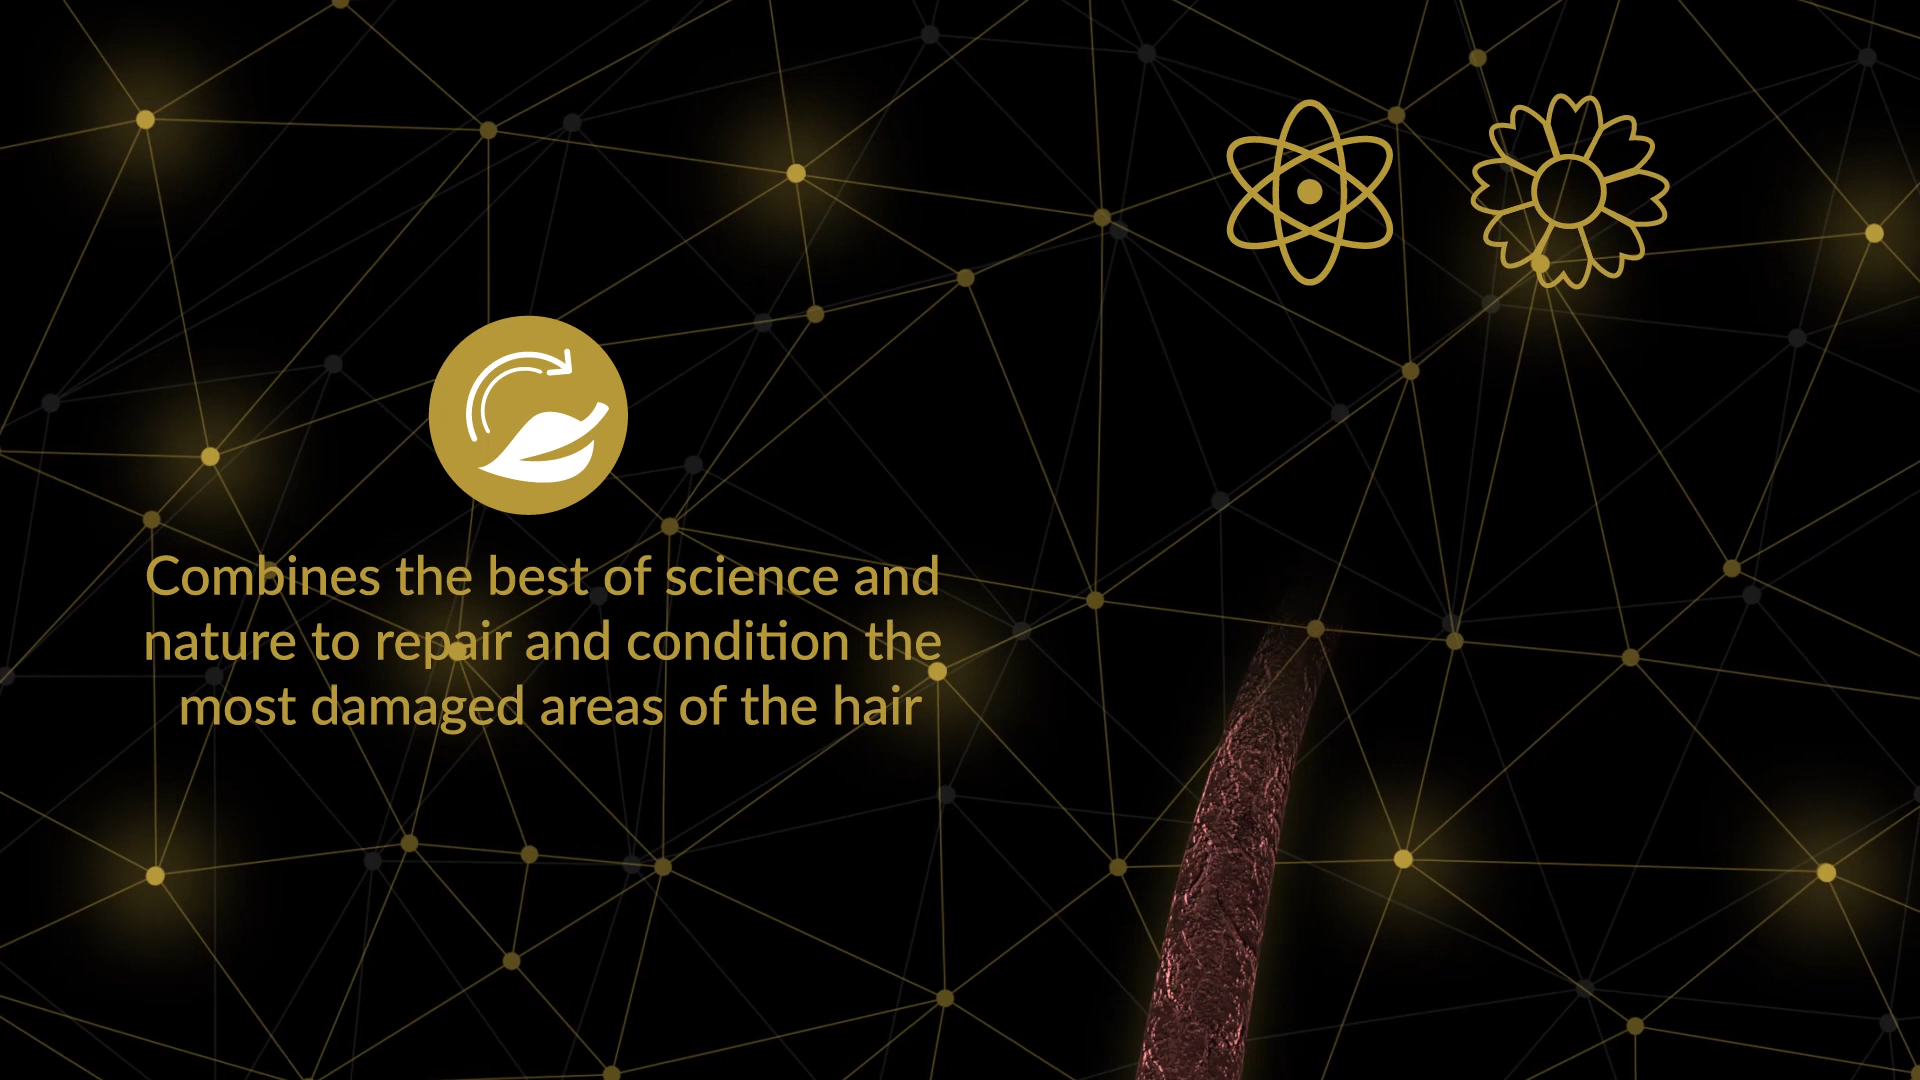 Combines the best of science and
nature to repair and condition the
most damaged areas of the hair